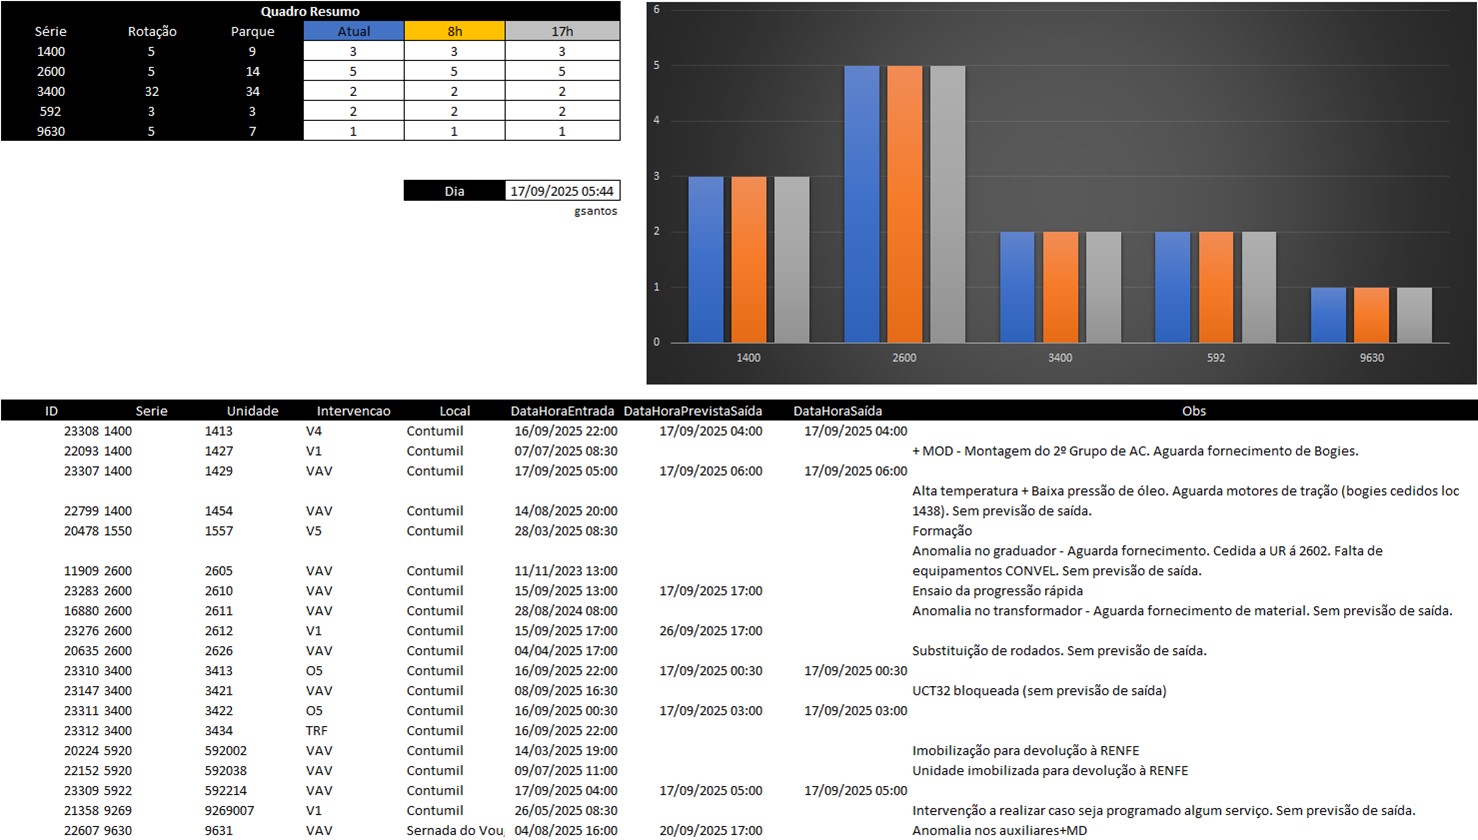 Quadro Resumo
Série Rotação Parque Atual 8h 17h
1400 5 9 3 3 3
2600 5 14 5 5 5
3400 32 34 2 2 2
592 3 3 2 2 2
9630 5 7 1 1 1
Dia 17/09/2025 05:44
gsantos
6
5
4
3
2
1
0
1400 2600 3400 592 9630
ID Serie Unidade Intervencao Local DataHoraEntrada DataHoraPrevistaSaída DataHoraSaída Obs
23308 1400 1413 V4 Contumil 16/09/2025 22:00 17/09/2025 04:00 17/09/2025 04:00
22093 1400 1427 V1 Contumil 07/07/2025 08:30 + MOD - Montagem do 2º Grupo de AC. Aguarda fornecimento de Bogies.
23307 1400 1429 VAV Contumil 17/09/2025 05:00 17/09/2025 06:00 17/09/2025 06:00
Alta temperatura + Baixa pressão de óleo. Aguarda motores de tração (bogies cedidos loc
22799 1400 1454 VAV Contumil 14/08/2025 20:00 1438). Sem previsão de saída.
20478 1550 1557 V5 Contumil 28/03/2025 08:30 Formação
Anomalia no graduador - Aguarda fornecimento. Cedida a UR á 2602. Falta de
11909 2600 2605 VAV Contumil 11/11/2023 13:00 equipamentos CONVEL. Sem previsão de saída.
23283 2600 2610 VAV Contumil 15/09/2025 13:00 17/09/2025 17:00 Ensaio da progressão rápida
16880 2600 2611 VAV Contumil 28/08/2024 08:00 Anomalia no transformador - Aguarda fornecimento de material. Sem previsão de saída.
23276 2600 2612 V1 Contumil 15/09/2025 17:00 26/09/2025 17:00
20635 2600 2626 VAV Contumil 04/04/2025 17:00 Substituição de rodados. Sem previsão de saída.
23310 3400 3413 O5 Contumil 16/09/2025 22:00 17/09/2025 00:30 17/09/2025 00:30
23147 3400 3421 VAV Contumil 08/09/2025 16:30 UCT32 bloqueada (sem previsão de saída)
23311 3400 3422 O5 Contumil 16/09/2025 00:30 17/09/2025 03:00 17/09/2025 03:00
23312 3400 3434 TRF Contumil 16/09/2025 22:00
20224 5920 592002 VAV Contumil 14/03/2025 19:00 Imobilização para devolução à RENFE
22152 5920 592038 VAV Contumil 09/07/2025 11:00 Unidade imobilizada para devolução à RENFE
23309 5922 592214 VAV Contumil 17/09/2025 04:00 17/09/2025 05:00 17/09/2025 05:00
21358 9269 9269007 V1 Contumil 26/05/2025 08:30 Intervenção a realizar caso seja programado algum serviço. Sem previsão de saída.
22607 9630 9631 VAV Sernada do Vou 04/08/2025 16:00 20/09/2025 17:00 Anomalia nos auxiliares+MD